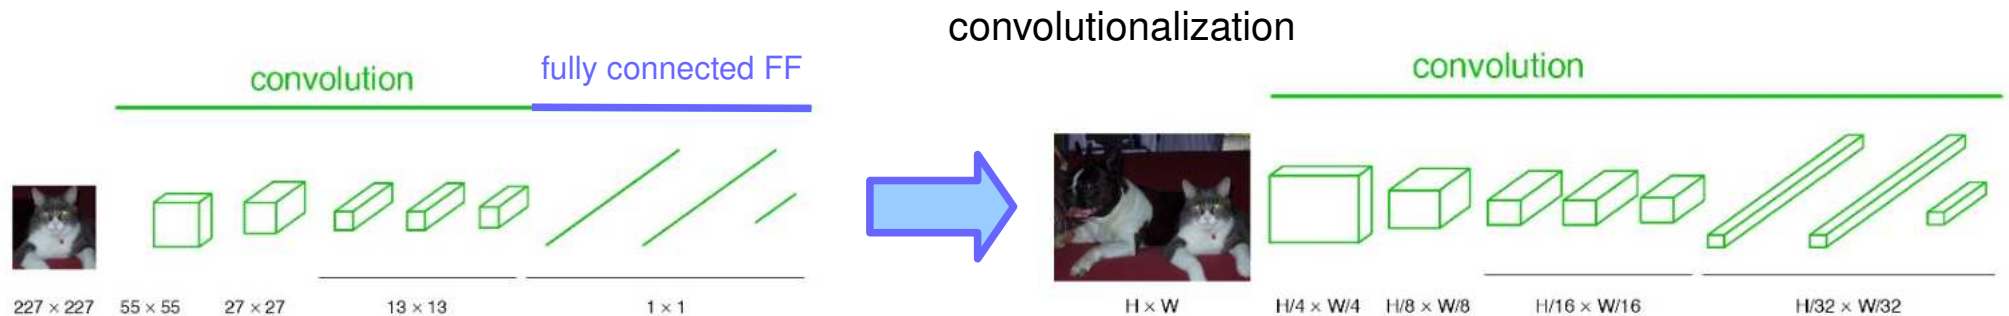 convolutionalization
convolution
fully connected FF
convolution
227 × 227
55 × 55
27 × 27
13 × 13
1 × 1
H × W
H/4 × W/4
H/8 × W/8
H/16 × W/16
H/32 × W/32